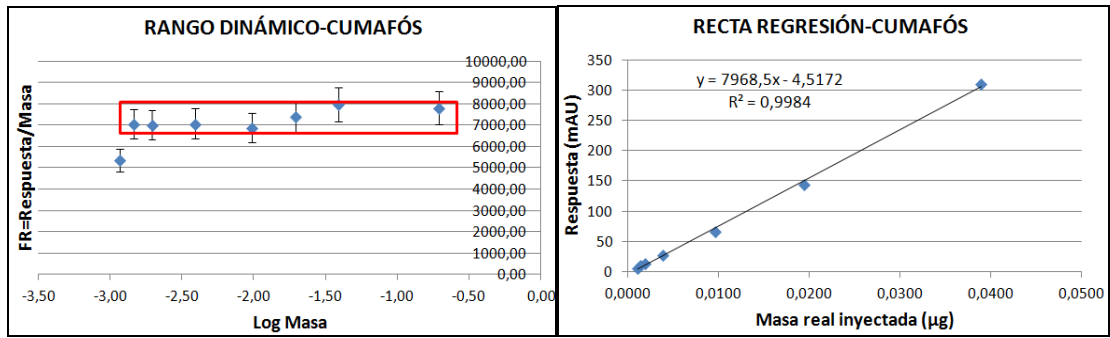 RANGO DINÁMICO-CUMAFÓS
FR=Respuesta/Masa
10000,00
9000,00
8000,00
7000,00
6000,00
5000,00
4000,00
3000,00
2000,00
1000,00
0,00
-3,50 -3,00 -2,50 -2,00 -1,50 -1,00 -0,50 0,00
Log Masa
RECTA REGRESIÓN-CUMAFÓS
y = 7968,5x - 4,5172
R² = 0,9984
Respuesta (mAU)
350
300
250
200
150
100
50
0
0,0000 0,0100 0,0200 0,0300 0,0400 0,0500
Masa real inyectada (µg)